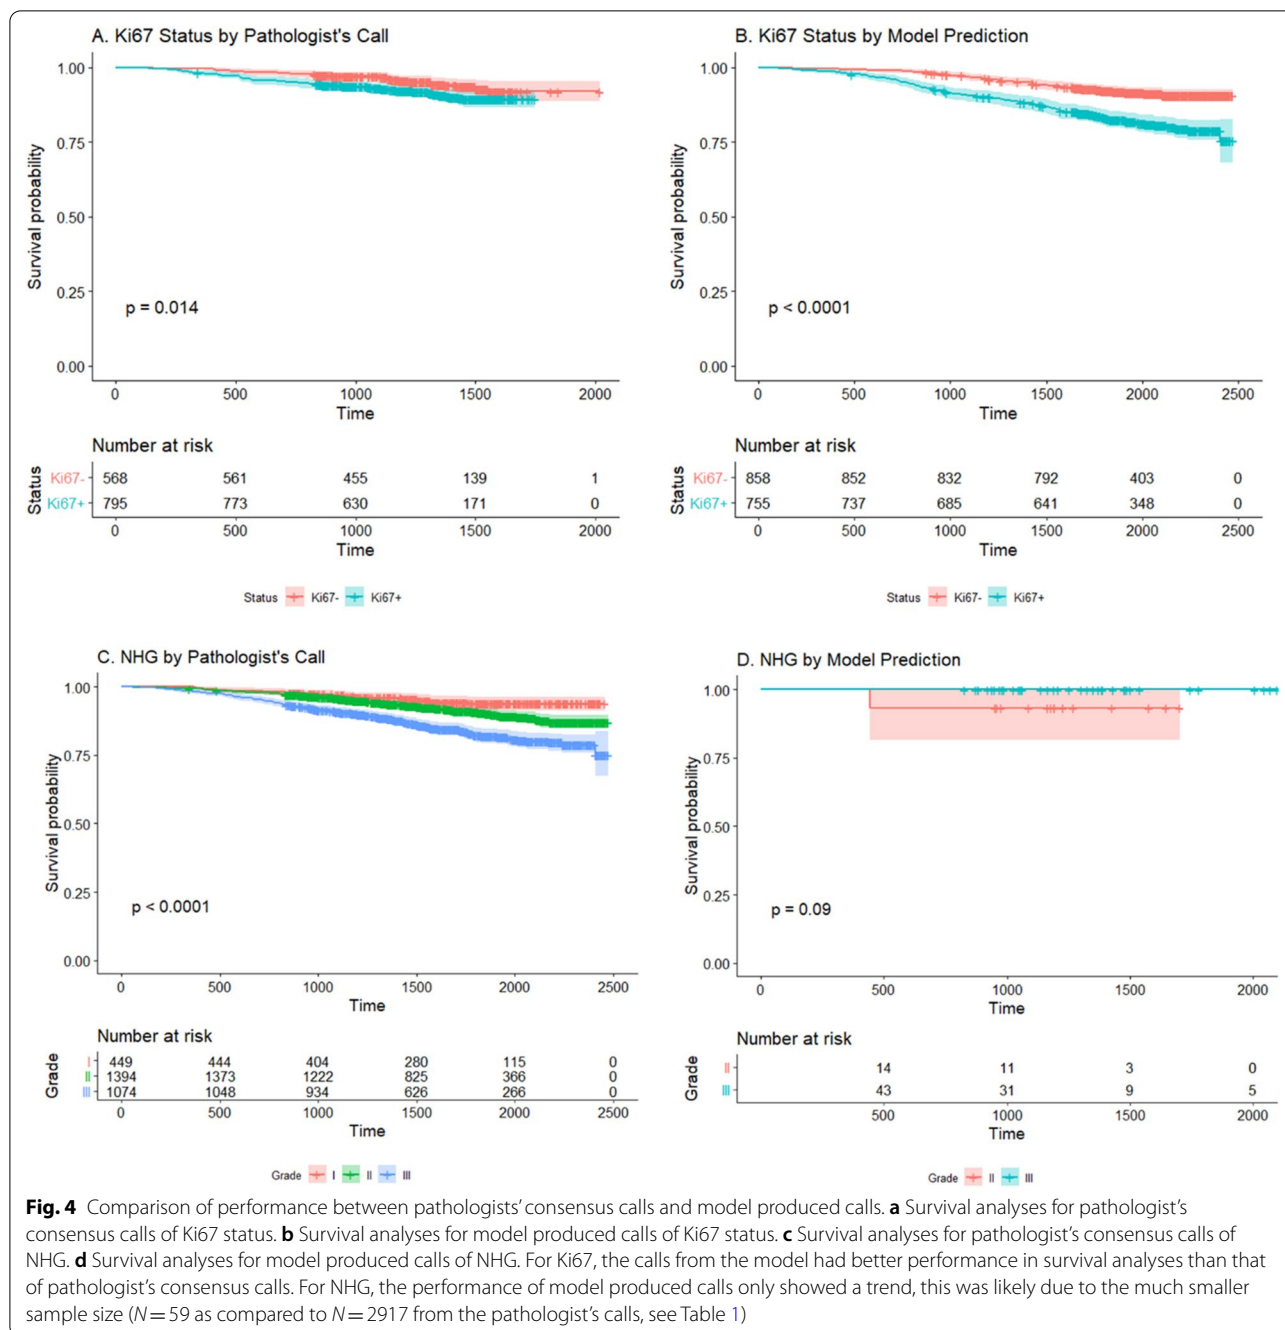 A. Ki67 Status by Pathologist's Call
1.00
0.75
0.50
0.25
0.00
Survival probability
p = 0.014
0 500 1000 1500 2000
Time
Number at risk
Status
Ki67- 568 561 455 139 1
Ki67+ 795 773 630 171 0
0 500 1000 1500 2000
Time
Status Ki67- Ki67+
B. Ki67 Status by Model Prediction
1.00
0.75
0.50
0.25
0.00
Survival probability
p < 0.0001
0 500 1000 1500 2000 2500
Time
Number at risk
Status
Ki67- 858 852 832 792 403 0
Ki67+ 755 737 685 641 348 0
0 500 1000 1500 2000 2500
Time
Status Ki67- Ki67+
C. NHG by Pathologist's Call
1.00
0.75
0.50
0.25
0.00
Survival probability
p < 0.0001
0 500 1000 1500 2000 2500
Time
Number at risk
Grade
I 449 444 404 280 115 0
II 1394 1373 1222 825 366 0
III 1074 1048 934 626 266 0
0 500 1000 1500 2000 2500
Time
Grade I II III
D. NHG by Model Prediction
1.00
0.75
0.50
0.25
0.00
Survival probability
p = 0.09
0 500 1000 1500 2000
Time
Number at risk
Grade
II 14 11 3 0
III 43 31 9 5
500 1000 1500 2000
Time
Grade II III
Fig. 4 Comparison of performance between pathologists' consensus calls and model produced calls. a Survival analyses for pathologist's
consensus calls of Ki67 status. b Survival analyses for model produced calls of Ki67 status. c Survival analyses for pathologist's consensus calls of
NHG. d Survival analyses for model produced calls of NHG. For Ki67, the calls from the model had better performance in survival analyses than that
of pathologist's consensus calls. For NHG, the performance of model produced calls only showed a trend, this was likely due to the much smaller
sample size (N = 59 as compared to N = 2917 from the pathologist's calls, see Table 1)